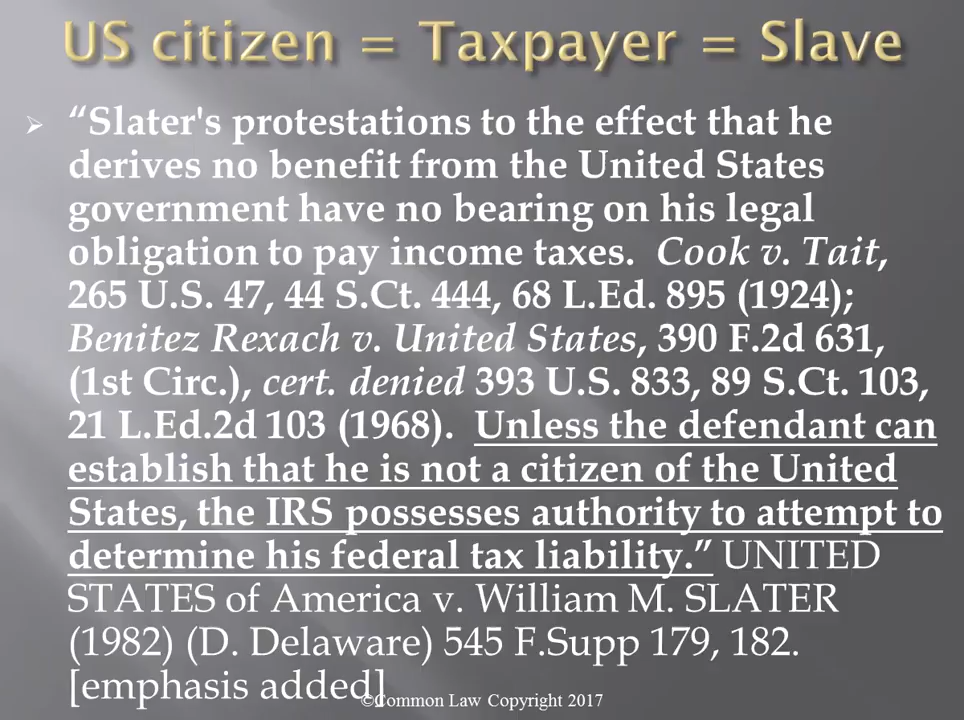 US citizen = Taxpayer = Slave
“Slater's protestations to the effect that he
derives no benefit from the United States
government have no bearing on his legal
obligation to pay income taxes.  Cook v. Tait,
265 U.S. 47, 44 S.Ct. 444, 68 L.Ed. 895 (1924);
Benitez Rexach v. United States, 390 F.2d 631,
(1st Circ.), cert. denied 393 U.S. 833, 89 S.Ct. 103,
21 L.Ed.2d 103 (1968).  Unless the defendant can
establish that he is not a citizen of the United
States, the IRS possesses authority to attempt to
determine his federal tax liability.” UNITED
STATES of America v. William M. SLATER
(1982) (D. Delaware) 545 F.Supp 179, 182.
[emphasis added]
©Common Law Copyright 2017